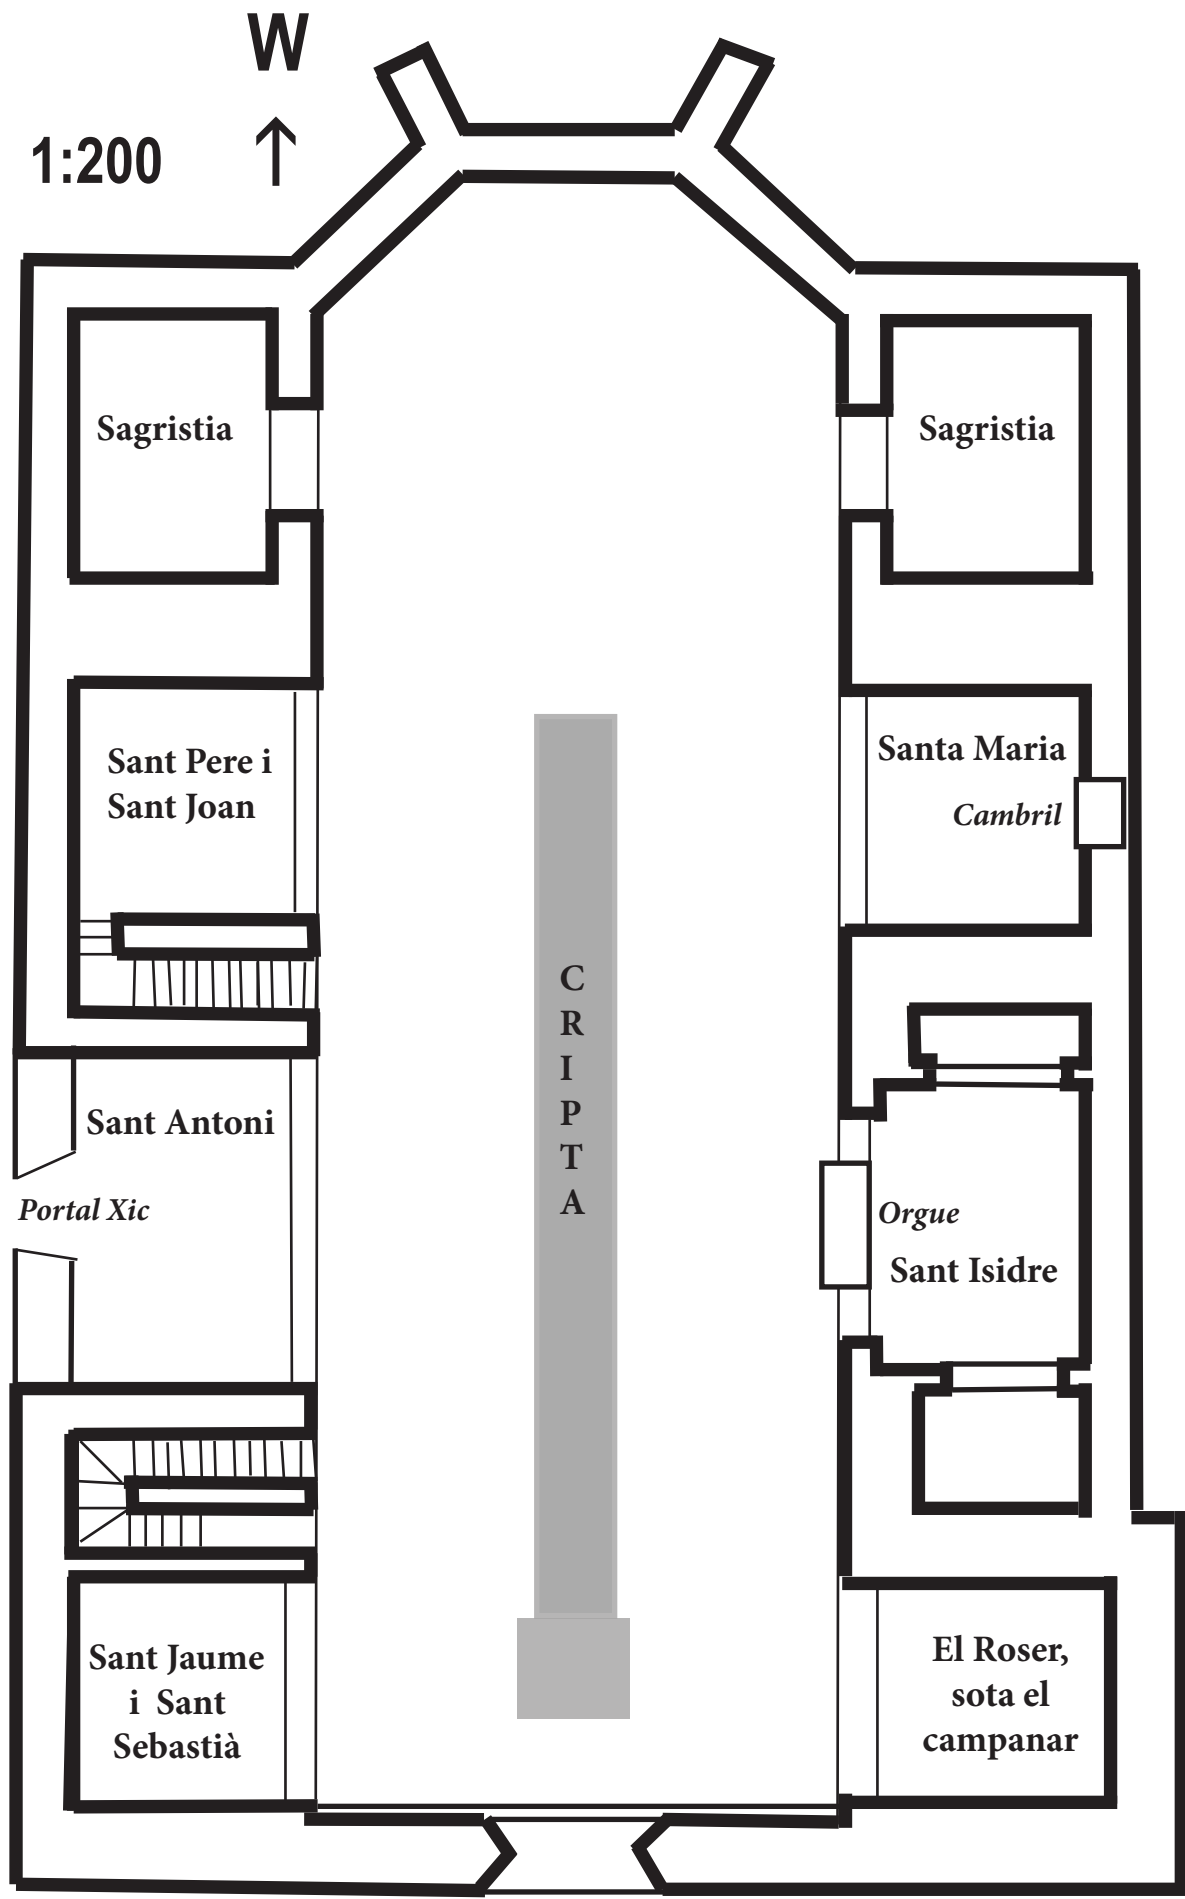 W
1:200
Sagristia
Sagristia
Sant Pere i
Sant Joan
Santa Maria
Cambril
C
R
I
P
T
A
Sant Antoni
Portal Xic
Orgue
Sant Isidre
Sant Jaume
i Sant
Sebastià
El Roser,
sota el
campanar